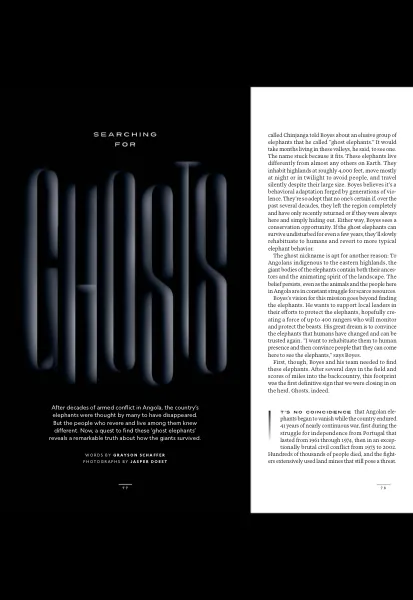 SEARCHING
FOR
After decades of armed conflict in Angola, the country's
elephants were thought by many to have disappeared.
But the people who revere and live among them knew
different. Now, a quest to find these 'ghost elephants'
reveals a remarkable truth about how the giants survived.
WORDS BY GRAYSON SCHAFFER
PHOTOGRAPHS BY JASPER DOEST
77
called Chinjanga told Boyes about an elusive group of
elephants that he called "ghost elephants." It would
take months living in these valleys, he said, to see one.
The name stuck because it fits. These elephants live
differently from almost any others on Earth. They
inhabit highlands at roughly 4,000 feet, move mostly
at night or in twilight to avoid people, and travel
silently despite their large size. Boyes believes it's a
behavioral adaptation forged by generations of vio-
lence. They're so adept that no one's certain if, over the
past several decades, they left the region completely
and have only recently returned or if they were always
here and simply hiding out. Either way, Boyes sees a
conservation opportunity. If the ghost elephants can
survive undisturbed for even a few years, they'll slowly
rehabituate to humans and revert to more typical
elephant behavior.
The ghost nickname is apt for another reason: To
Angolans indigenous to the eastern highlands, the
giant bodies of the elephants contain both their ances-
tors and the animating spirit of the landscape. The
belief persists, even as the animals and the people here
in Angola are in constant struggle for scarce resources.
Boyes's vision for this mission goes beyond finding
the elephants. He wants to support local leaders in
their efforts to protect the elephants, hopefully cre-
ating a force of up to 400 rangers who will monitor
and protect the beasts. His great dream is to convince
the elephants that humans have changed and can be
trusted again. "I want to rehabituate them to human
presence and then convince people that they can come
here to see the elephants," says Boyes.
First, though, Boyes and his team needed to find
these elephants. After several days in the field and
scores of miles into the backcountry, this footprint
was the first definitive sign that we were closing in on
the herd. Ghosts, indeed.
IT'S NO COINCIDENCE that Angolan ele-
phants began to vanish while the country endured
41 years of nearly continuous war, first during the
struggle for independence from Portugal that
lasted from 1961 through 1974, then in an excep-
tionally brutal civil conflict from 1975 to 2002.
Hundreds of thousands of people died, and the fight-
ers extensively used land mines that still pose a threat.
78